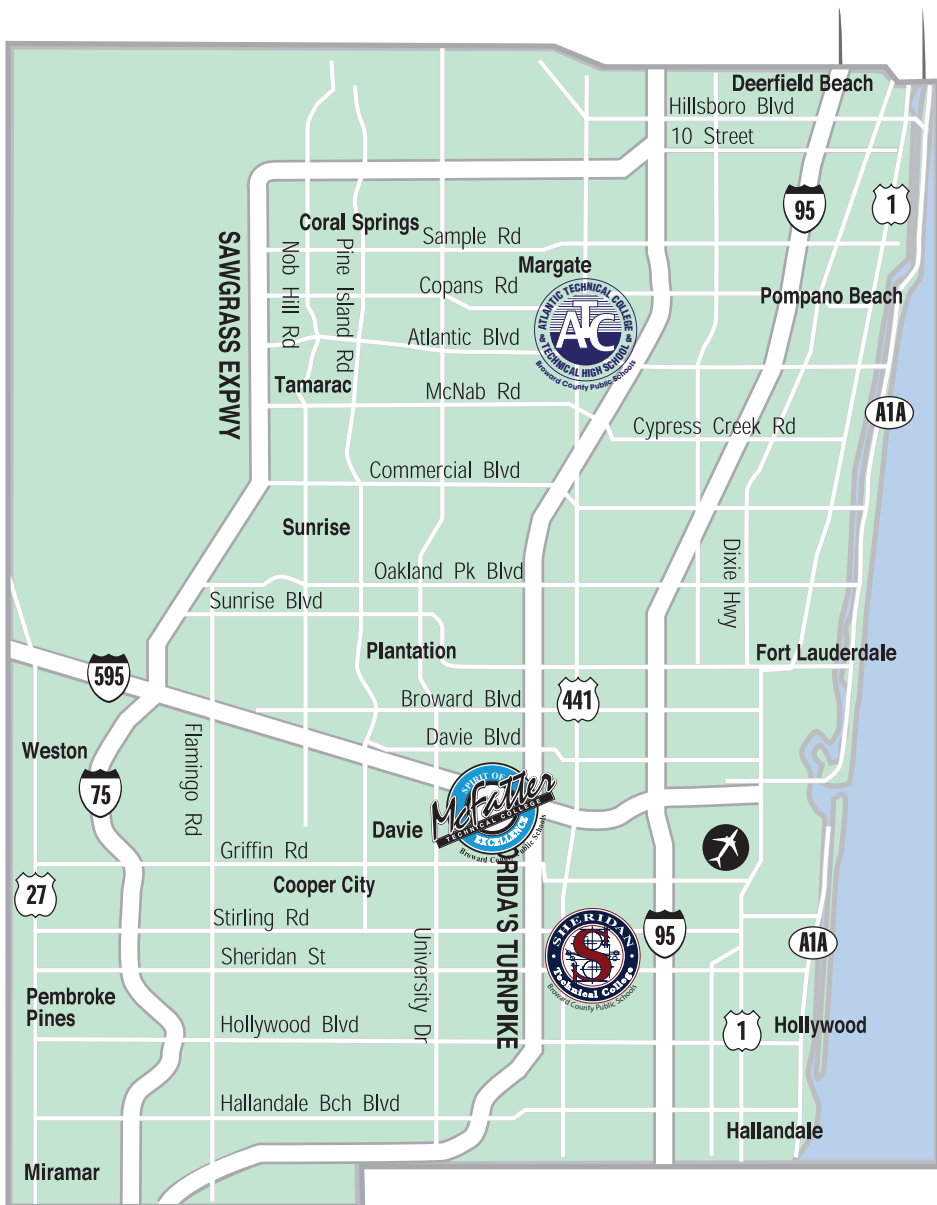 Deerfield Beach
Hillsboro Blvd
10 Street
95
1
Coral Springs
Sample Rd
SAWGRASS EXPWY
Nob Hill Rd
Pine Island Rd
Margate
Copans Rd
Pompano Beach
ATLANTIC TECHNICAL COLLEGE
ATC
& TECHNICAL HIGH SCHOOL &
Broward County Public Schools
Atlantic Blvd
Tamarac
McNab Rd
A1A
Cypress Creek Rd
Commercial Blvd
Sunrise
Dixie Hwy
Oakland Pk Blvd
Sunrise Blvd
Plantation
Fort Lauderdale
595
441
Broward Blvd
Davie Blvd
Weston
Flamingo Rd
75
SPIRIT OF
McFatter
TECHNICAL COLLEGE
EXCELLENCE
Broward County Public Schools
Davie
Griffin Rd
RIDA'S TURNPIKE
Cooper City
27
Stirling Rd
SHERIDAN
S
Technical College
Broward County Public Schools
95
A1A
University Dr
Sheridan St
Pembroke
Pines
Hollywood Blvd
1
Hollywood
Hallandale Bch Blvd
Hallandale
Miramar